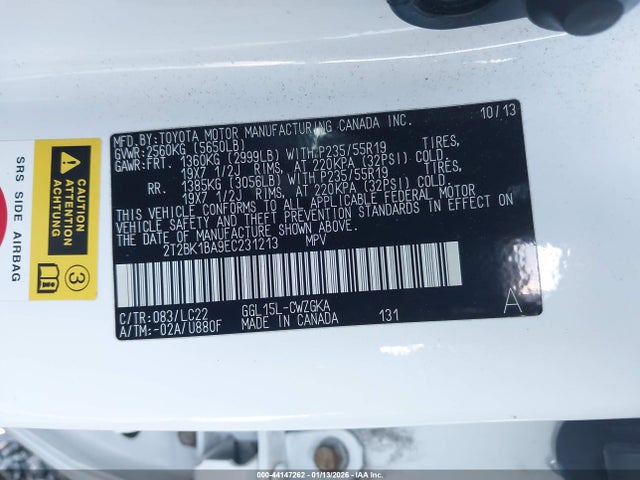 MFD.BY:TOYOTA MOTOR MANUFACTURING CANADA INC. 10/13
GVWR:2560KG (5650LB)
GAWR:FRT. 1360KG (2999LB) WITH P235/55R19 TIRES,
19X7 1/2J RIMS, AT 220KPA (32PSI) COLD.
RR. 1385KG (3056LB) WITH P235/55R19 TIRES,
19X7 1/2J RIMS, AT 220KPA (32PSI) COLD.
THIS VEHICLE CONFORMS TO ALL APPLICABLE FEDERAL MOTOR
VEHICLE SAFETY AND THEFT PREVENTION STANDARDS IN EFFECT
ON THE DATE OF MANUFACTURE SHOWN ABOVE.
2T2BK1BA9EC231213 MPV
C/TR:083/LC22 GGL15L-CWZGKA
A/TM:-02A/U880F MADE IN CANADA 131 A
SRS SIDE AIRBAG
CAUTION
ATTENTION
ACHTUNG
3
000-44147262 - 01/13/2026 - IAAI.COM